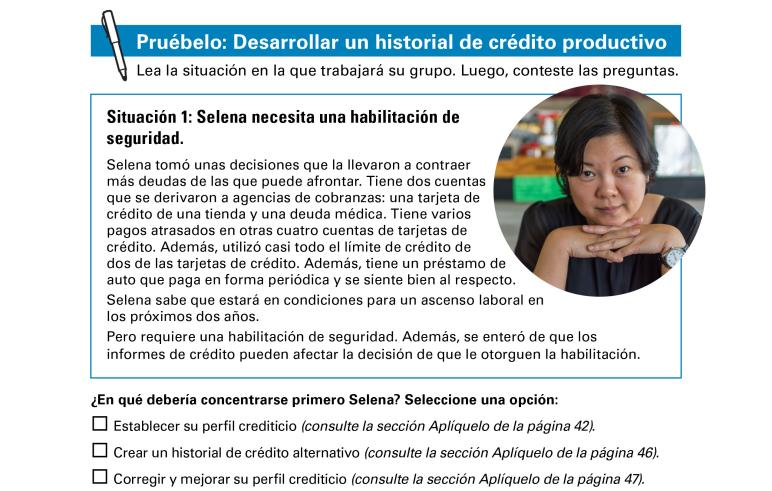 Pruébelo: Desarrollar un historial de crédito productivo
Lea la situación en la que trabajará su grupo. Luego, conteste las preguntas.
Situación 1: Selena necesita una habilitación de
seguridad.
Selena tomó unas decisiones que la llevaron a contraer
más deudas de las que puede afrontar. Tiene dos cuentas
que se derivaron a agencias de cobranzas: una tarjeta de
crédito de una tienda y una deuda médica. Tiene varios
pagos atrasados en otras cuatro cuentas de tarjetas de
crédito. Además, utilizó casi todo el límite de crédito de
dos de las tarjetas de crédito. Además, tiene un préstamo de
auto que paga en forma periódica y se siente bien al respecto.
Selena sabe que estará en condiciones para un ascenso laboral en
los próximos dos años.
Pero requiere una habilitación de seguridad. Además, se enteró de que los
informes de crédito pueden afectar la decisión de que le otorguen la habilitación.
¿En qué debería concentrarse primero Selena? Seleccione una opción:
Establecer su perfil crediticio (consulte la sección Aplíquelo de la página 42).
Crear un historial de crédito alternativo (consulte la sección Aplíquelo de la página 46).
Corregir y mejorar su perfil crediticio (consulte la sección Aplíquelo de la página 47).